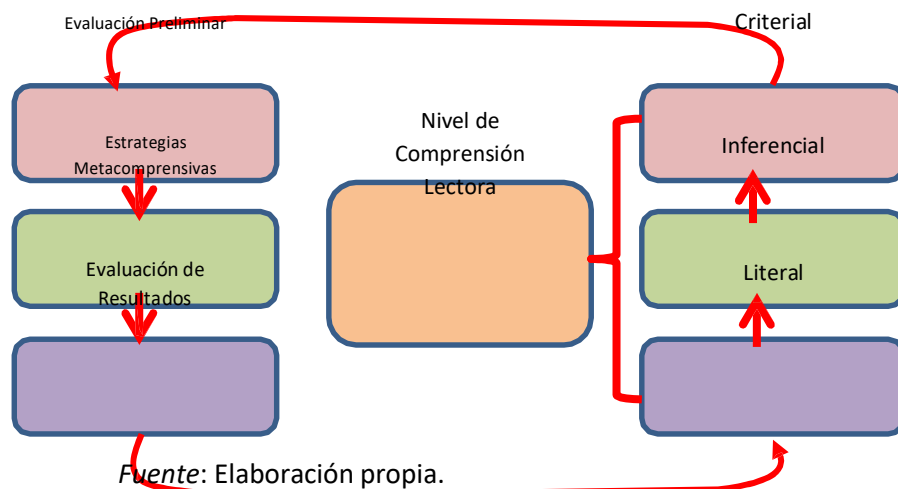 Evaluación Preliminar
Criterial
Estrategias
Metacomprensivas
Nivel de
Comprensión
Lectora
Inferencial
Evaluación de
Resultados
Literal
Fuente: Elaboración propia.